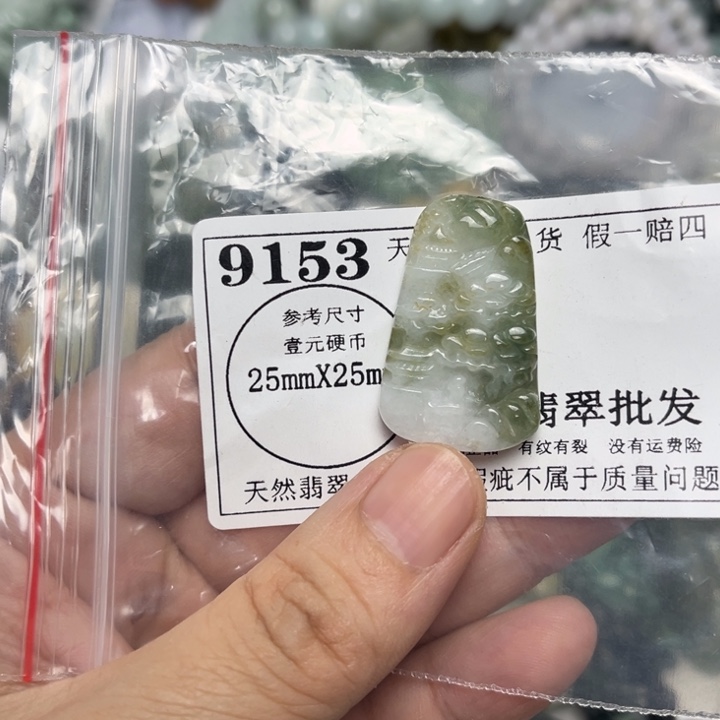 9153 天 货 假一赔四
参考尺寸
壹元硬币
25mmX25m
翡翠批发
有纹有裂 没有运费险
天然翡翠 瑕疵不属于质量问题